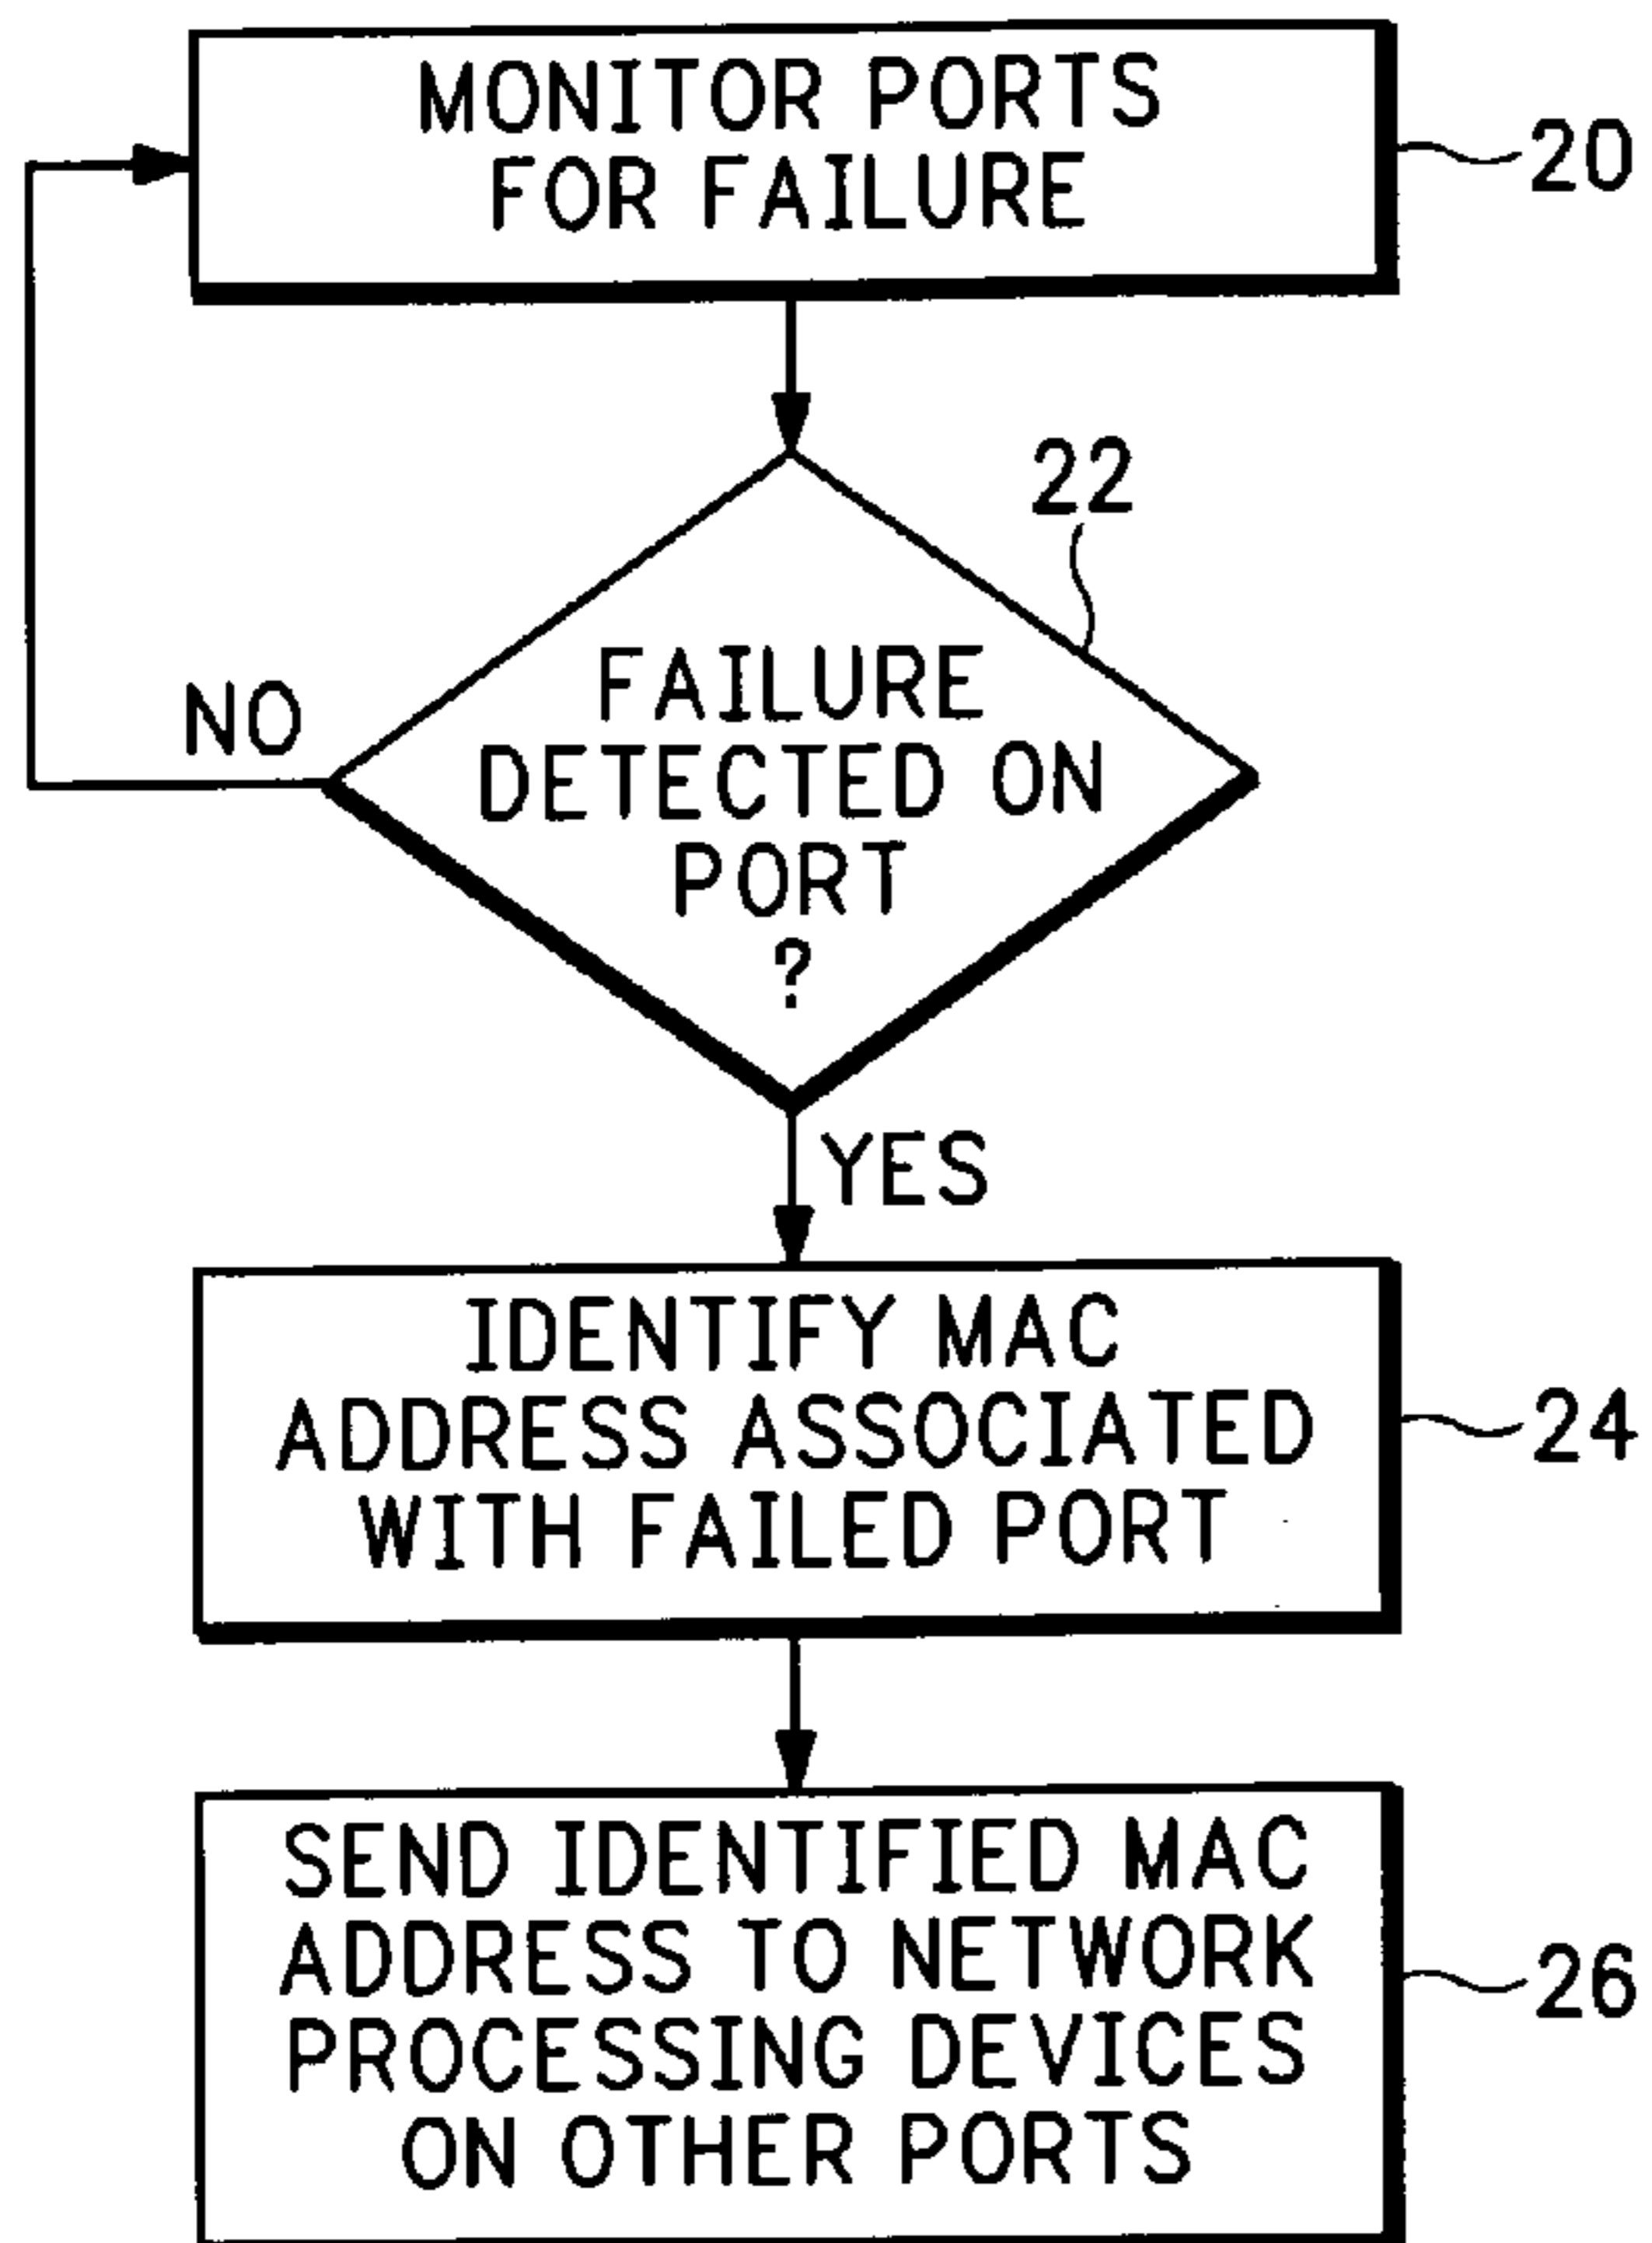 MONITOR PORTS
FOR FAILURE
20
22
FAILURE
DETECTED ON
PORT
?
NO
YES
IDENTIFY MAC
ADDRESS ASSOCIATED
WITH FAILED PORT
24
SEND IDENTIFIED MAC
ADDRESS TO NETWORK
PROCESSING DEVICES
ON OTHER PORTS
26